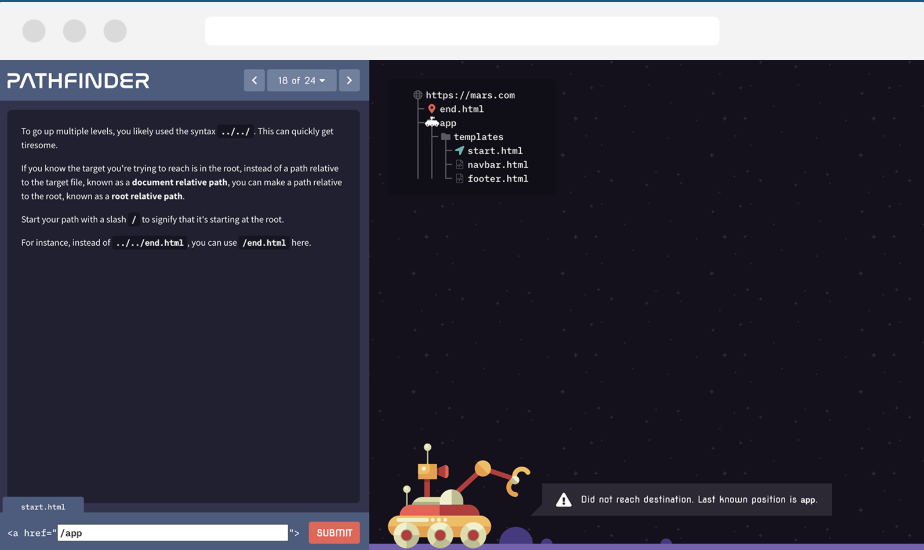 PATHFINDER
18 of 24
To go up multiple levels, you likely used the syntax ../../ . This can quickly get
tiresome.
If you know the target you're trying to reach is in the root, instead of a path relative
to the target file, known as a document relative path, you can make a path relative
to the root, known as a root relative path.
Start your path with a slash / to signify that it's starting at the root.
For instance, instead of ../../end.html , you can use /end.html here.
start.html
<a href="/app"> SUBMIT
https://mars.com
end.html
app
templates
start.html
navbar.html
footer.html
Did not reach destination. Last known position is app.